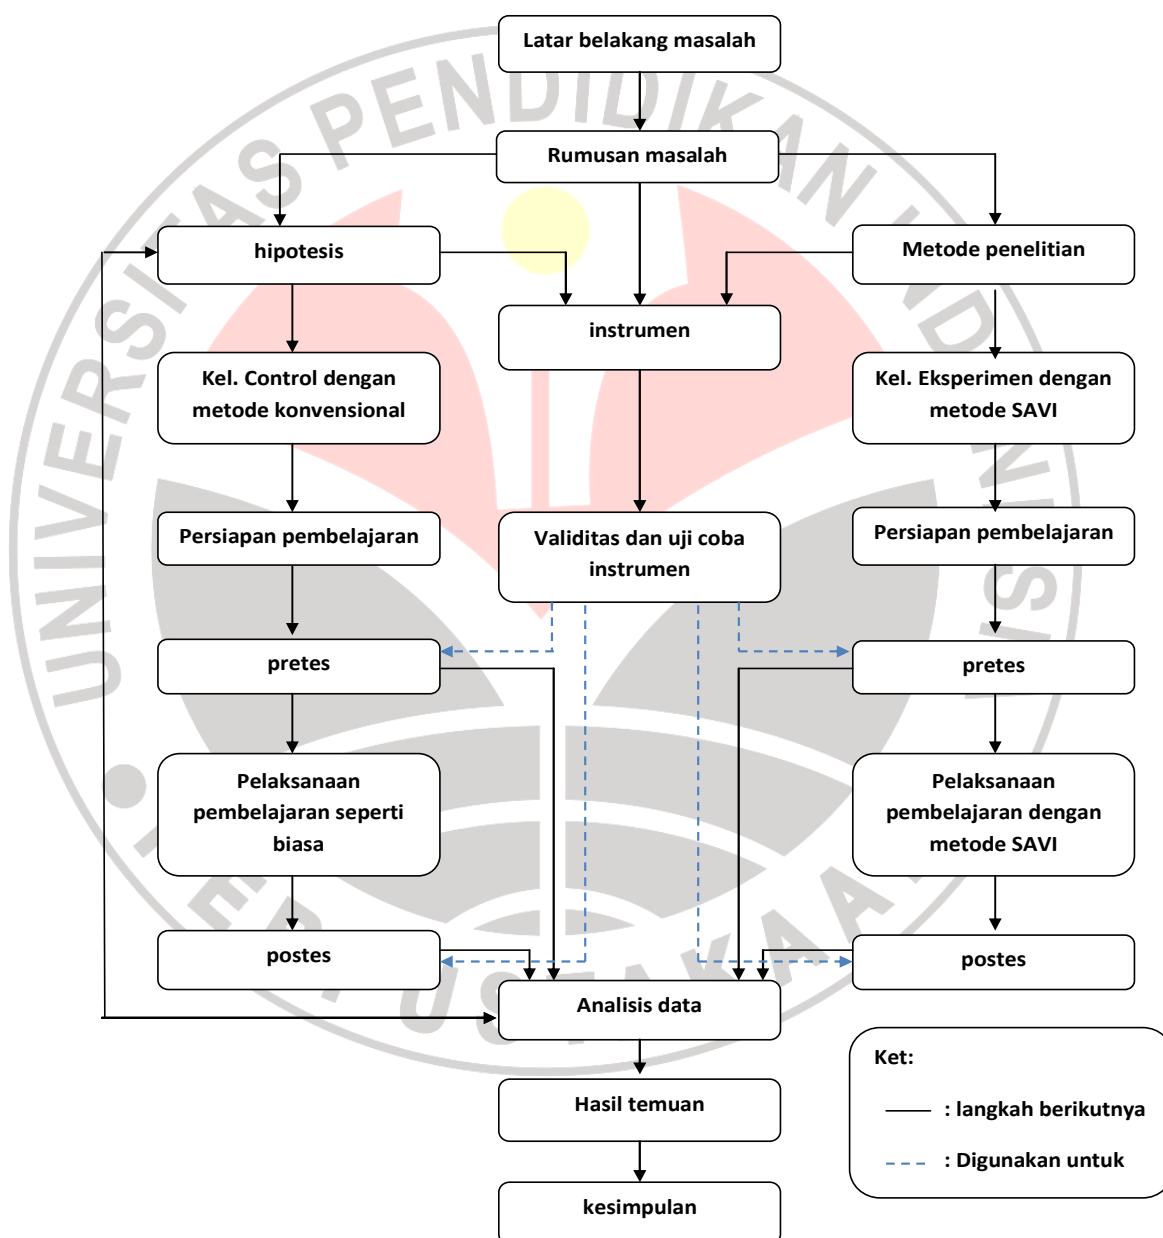 Latar belakang masalah
Rumusan masalah
hipotesis
Metode penelitian
instrumen
Kel. Control dengan
metode konvensional
Kel. Eksperimen dengan
metode SAVI
Persiapan pembelajaran
Validitas dan uji coba
instrumen
Persiapan pembelajaran
pretes
pretes
Pelaksanaan
pembelajaran seperti
biasa
Pelaksanaan
pembelajaran dengan
metode SAVI
postes
postes
Analisis data
Hasil temuan
kesimpulan
Ket:
: langkah berikutnya
: Digunakan untuk
UNIVERSITAS PENDIDIKAN INDONESIA
PERPUSTAKAAN